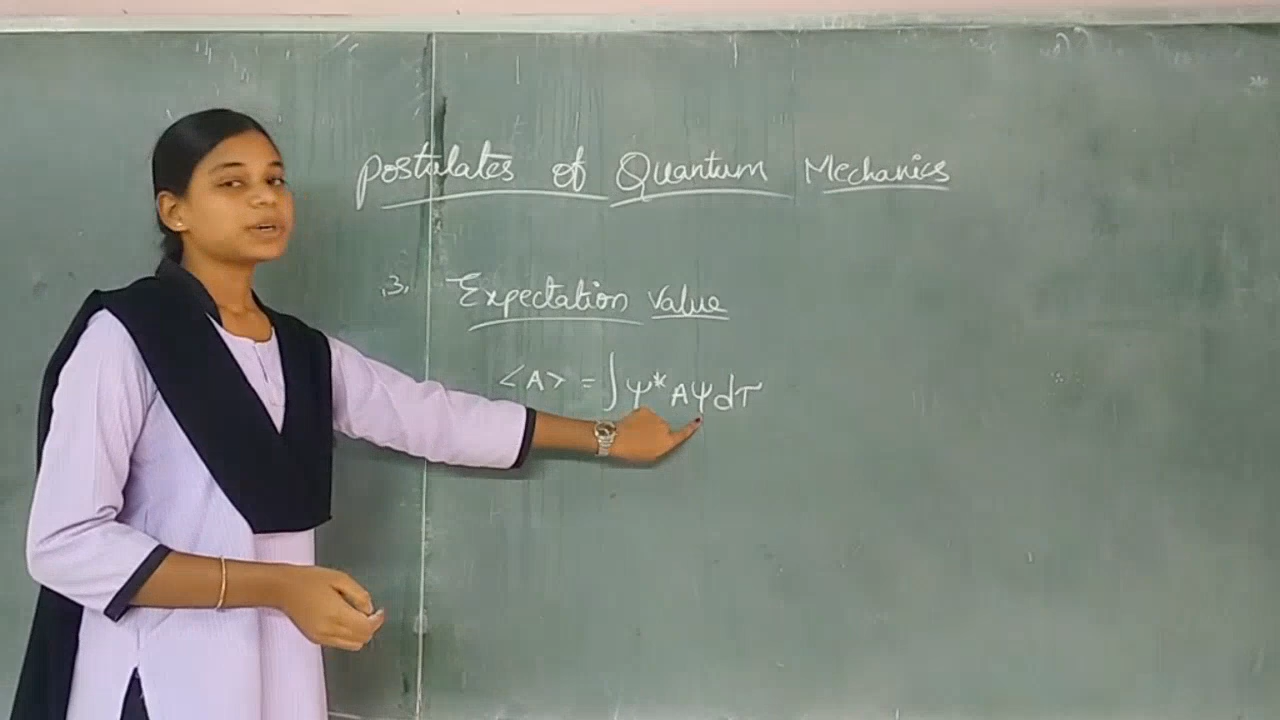 Postulates of Quantum Mechanics
3. Expectation Value
<A> = ∫ψ* Aψdτ